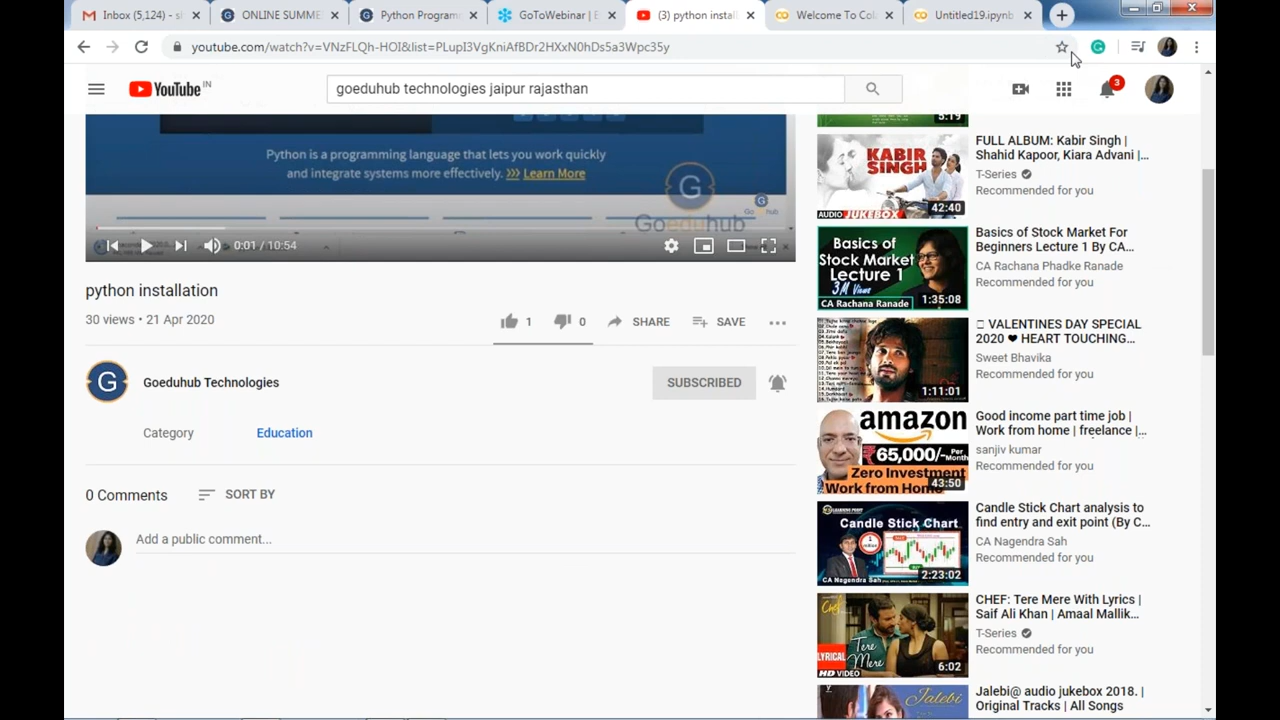 Inbox (5,124) - s
ONLINE SUMME
Python Program
GoToWebinar | E
(3) python instal
Welcome To Cola
Untitled19.ipynb
youtube.com/watch?v=VNzFLQh-HOI&list=PLupI3VgKniAfBDr2HXxN0hDs5a3Wpc35y
YouTube IN
goeduhub technologies jaipur rajasthan
3
Python is a programming language that lets you work quickly
and integrate systems more effectively. >>> Learn More
G
Goeduhub
0:01 / 10:54
python installation
30 views • 21 Apr 20
1
0
SHARE
SAVE
Goeduhub Technologies
SUBSCRIBED
Category
Education
0 Comments
SORT BY
Add a public comment...
5:19
KABIR
SINGH
AUDIO JUKEBOX
42:40
FULL ALBUM: Kabir Singh |
Shahid Kapoor, Kiara Advani |...
T-Series
Recommended for you
Basics of
Stock Market
Lecture 1
3M Views
CA Rachana Ranade
1:35:08
Basics of Stock Market For
Beginners Lecture 1 By CA...
CA Rachana Phadke Ranade
Recommended for you
1:11:01
VALENTINES DAY SPECIAL
2020 ❤ HEART TOUCHING...
Sweet Bhavika
Recommended for you
amazon
₹65,000/- Per
Month
Zero Investment
Work from Home
43:50
Good income part time job |
Work from home | freelance |...
sanjiv kumar
Recommended for you
Candle Stick Chart
CA Nagendra Sah
2:23:02
Candle Stick Chart analysis to
find entry and exit point (By C...
CA Nagendra Sah
Recommended for you
Chef
TERE
MERE
LYRICAL
HD VIDEO
6:02
CHEF: Tere Mere With Lyrics |
Saif Ali Khan | Amaal Mallik...
T-Series
Recommended for you
Jalebi
Jalebi@ audio jukebox 2018. |
Original Tracks | All Songs